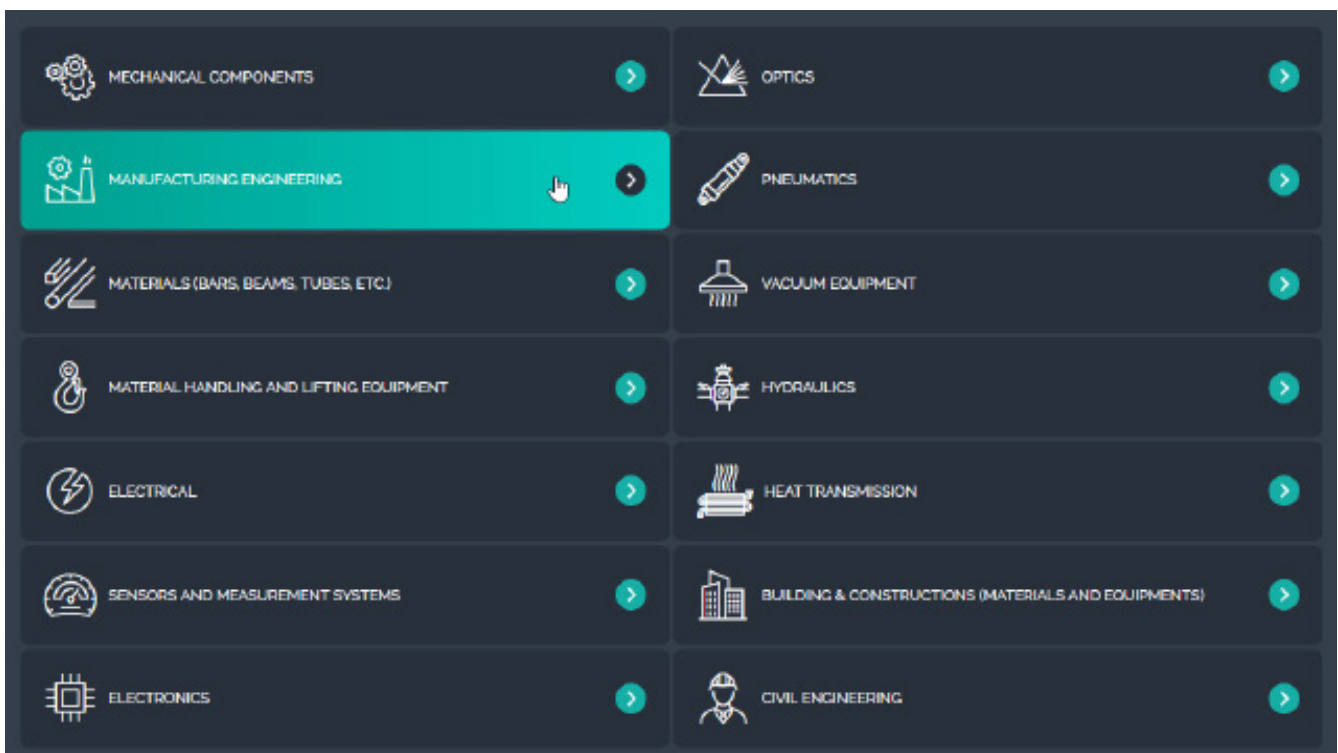 MECHANICAL COMPONENTS
OPTICS
MANUFACTURING ENGINEERING
PNEUMATICS
MATERIALS (BARS, BEAMS, TUBES, ETC.)
VACUUM EQUIPMENT
MATERIAL HANDLING AND LIFTING EQUIPMENT
HYDRAULICS
ELECTRICAL
HEAT TRANSMISSION
SENSORS AND MEASUREMENT SYSTEMS
BUILDING & CONSTRUCTIONS (MATERIALS AND EQUIPMENTS)
ELECTRONICS
CIVIL ENGINEERING